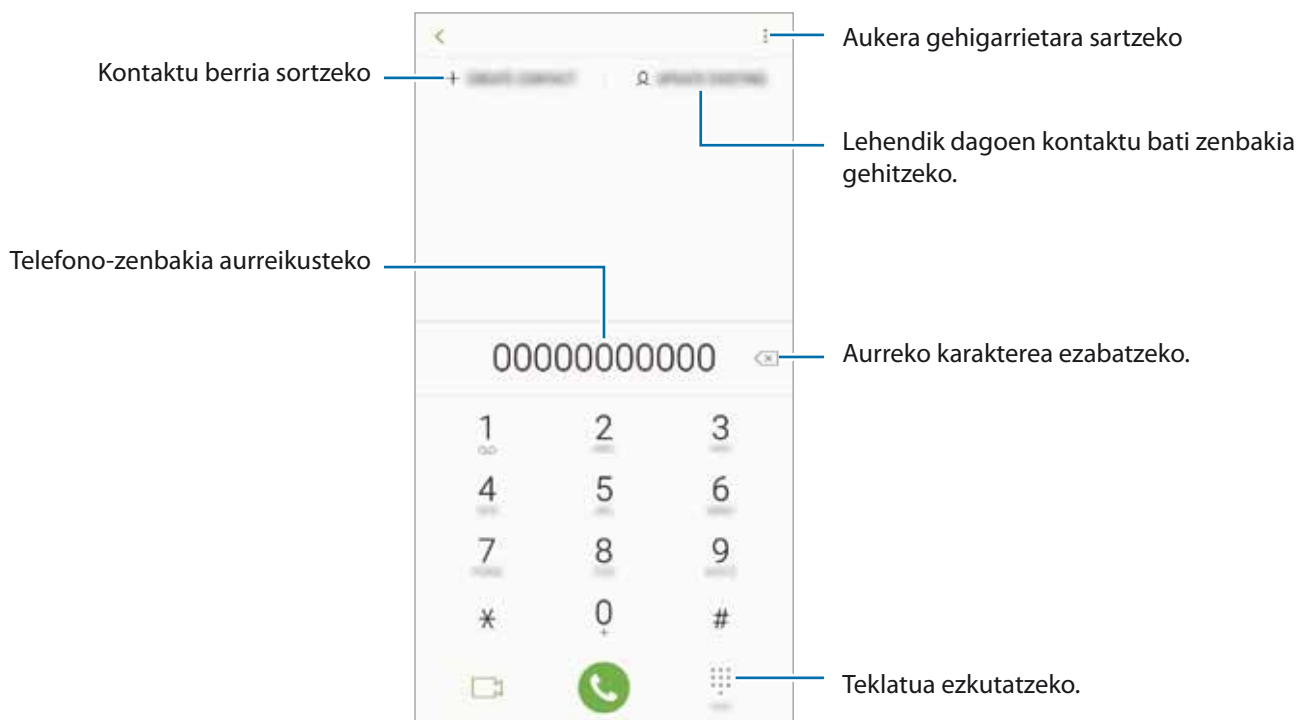 Aukera gehigarrietara sartzeko
Kontaktu berria sortzeko
Lehendik dagoen kontaktu bati zenbakia
gehitzeko.
Telefono-zenbakia aurreikusteko
00000000000
Aurreko karakterea ezabatzeko.
1 2 3
4 5 6
7 8 9
* 0 #
+
Teklatua ezkutatzeko.